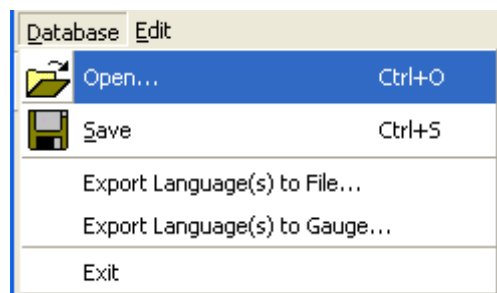 Database Edit
Open... Ctrl+O
Save Ctrl+S
Export Language(s) to File...
Export Language(s) to Gauge...
Exit